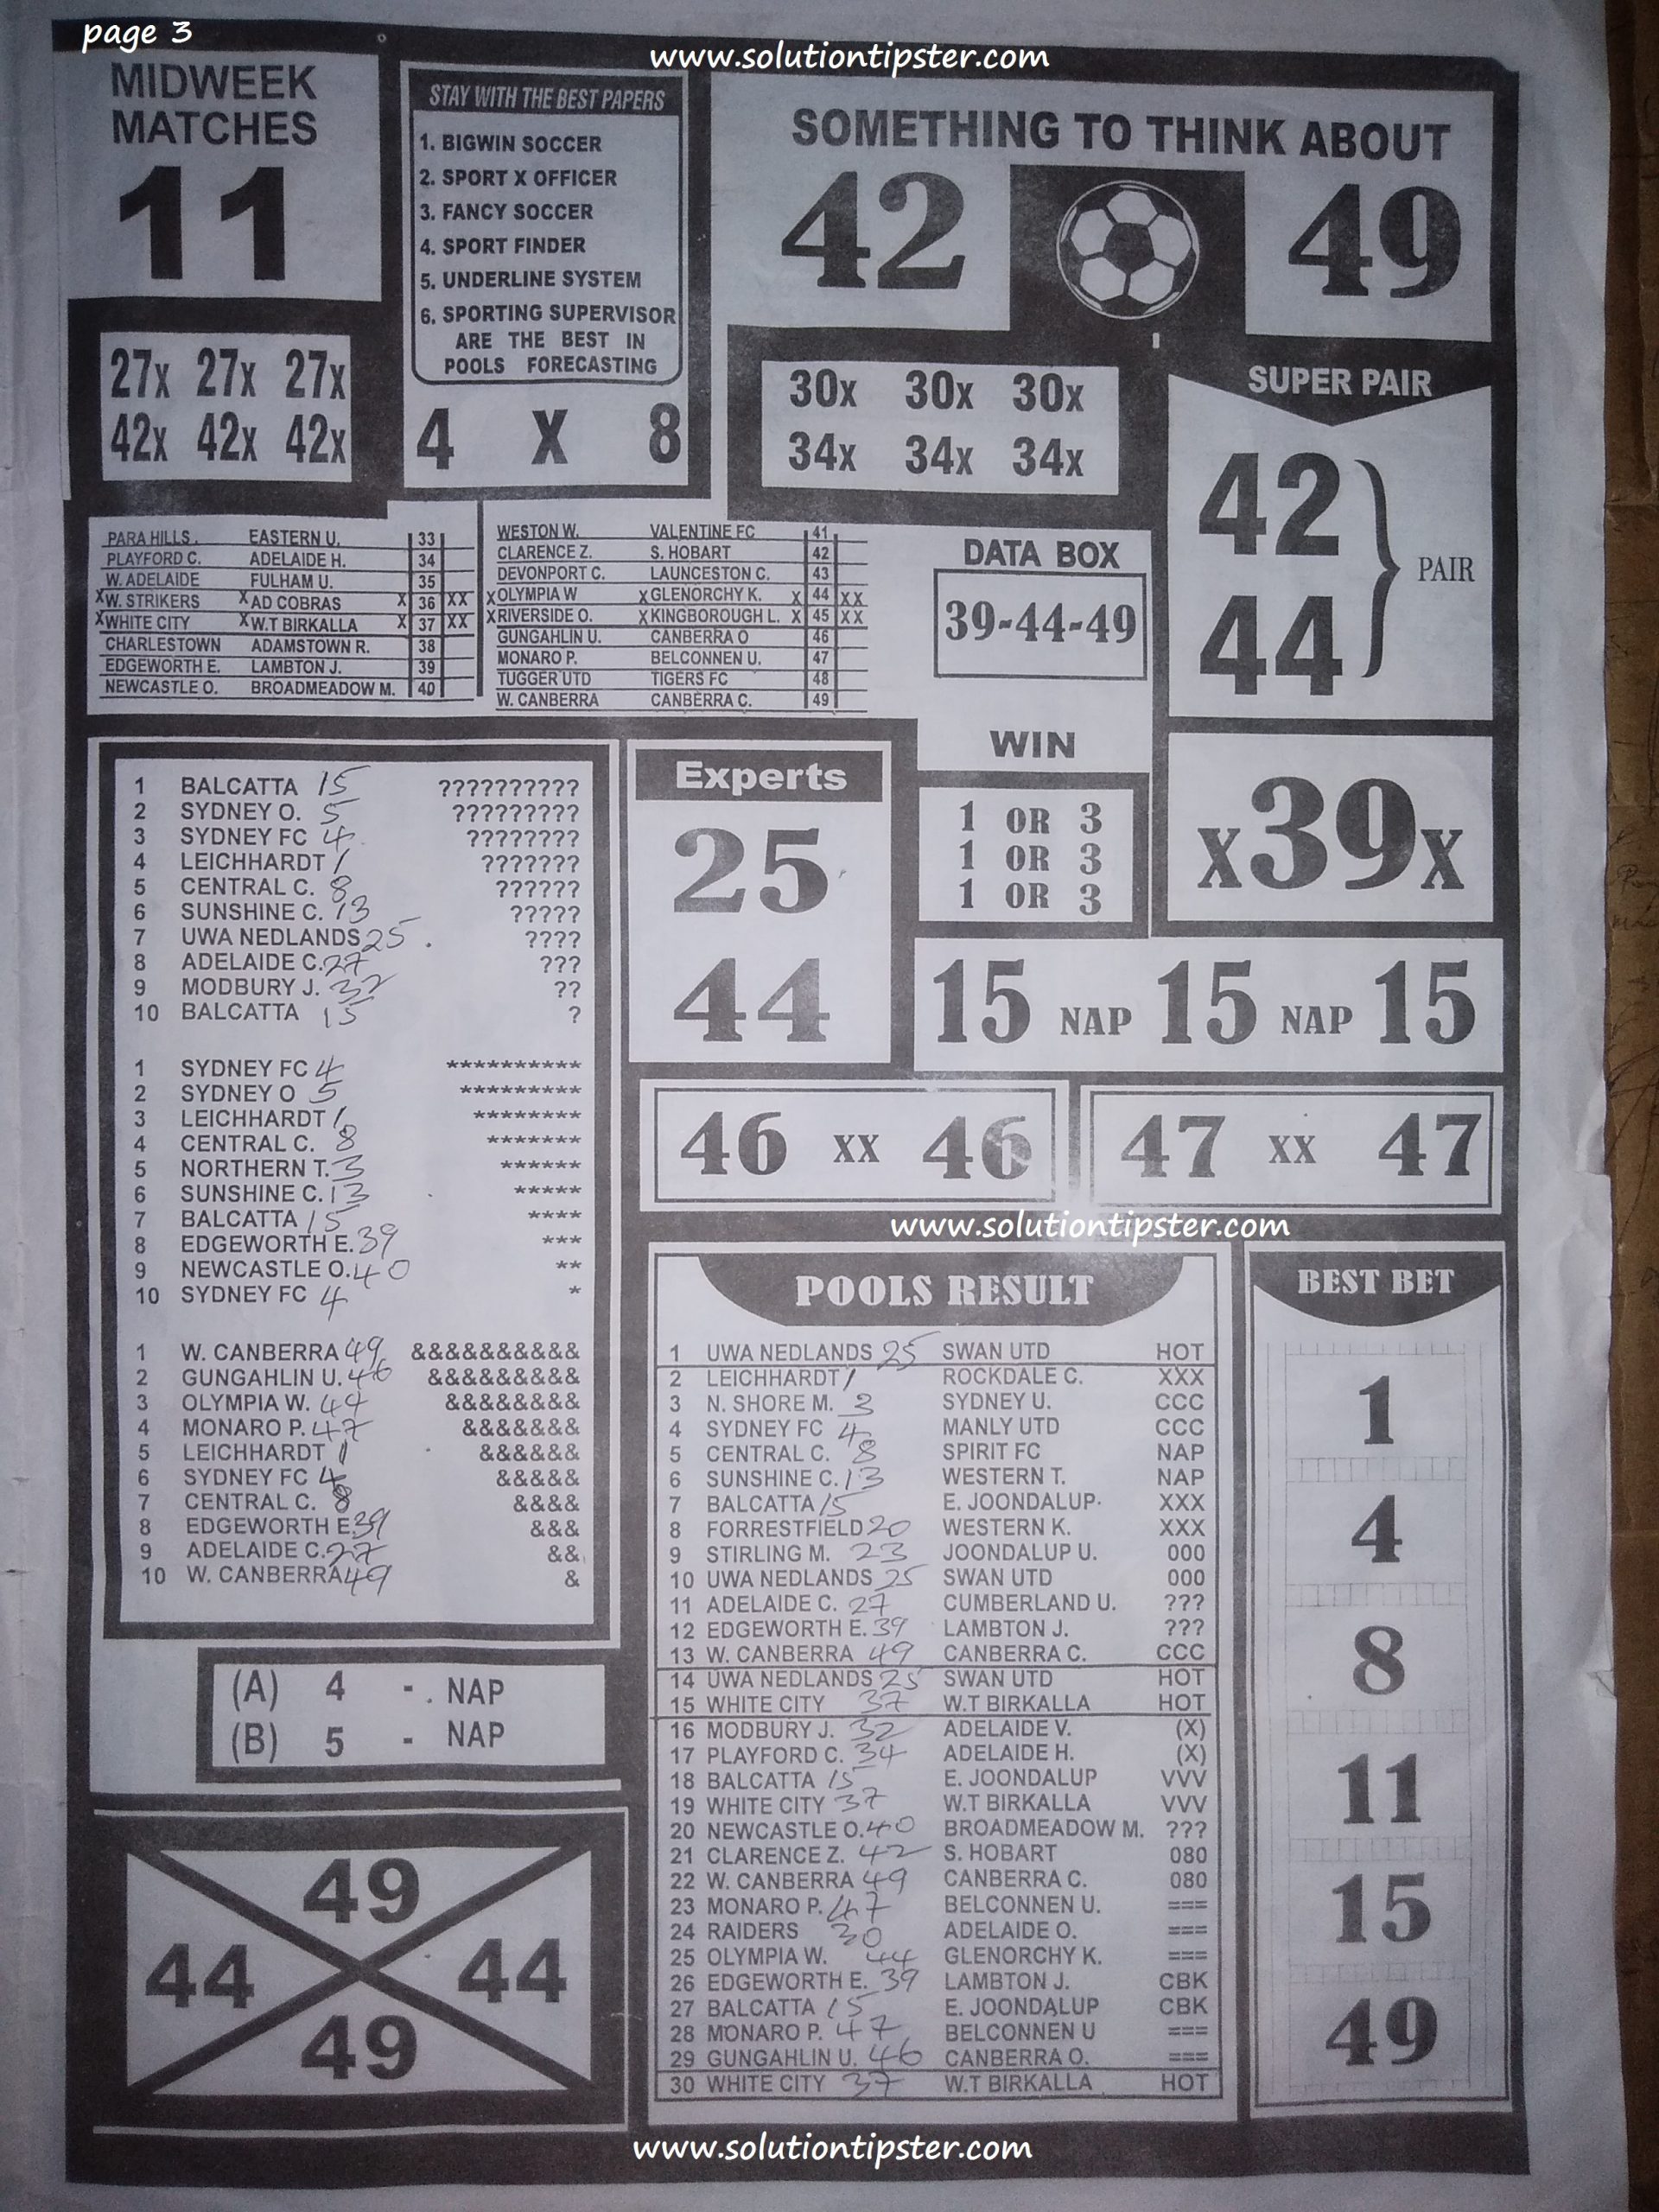 page 3
www.solutiontipster.com
MIDWEEK
MATCHES
11
STAY WITH THE BEST PAPERS
1. BIGWIN SOCCER
2. SPORT X OFFICER
3. FANCY SOCCER
4. SPORT FINDER
5. UNDERLINE SYSTEM
6. SPORTING SUPERVISOR
ARE THE BEST IN
POOLS FORECASTING
4 X 8
SOMETHING TO THINK ABOUT
42 49
27x 27x 27x
42x 42x 42x
30x 30x 30x
34x 34x 34x
SUPER PAIR
42
44
PAIR
PARA HILLS . EASTERN U. 33
PLAYFORD C. ADELAIDE H. 34
W. ADELAIDE FULHAM U. 35
X W. STRIKERS X AD COBRAS X 36 XX
X WHITE CITY X W.T BIRKALLA X 37 XX
CHARLESTOWN ADAMSTOWN R. 38
EDGEWORTH E. LAMBTON J. 39
NEWCASTLE O. BROADMEADOW M. 40
WESTON W. VALENTINE FC 41
CLARENCE Z. S. HOBART 42
DEVONPORT C. LAUNCESTON C. 43
X OLYMPIA W X GLENORCHY K. X 44 XX
X RIVERSIDE O. X KINGBOROUGH L. X 45 XX
GUNGAHLIN U. CANBERRA O 46
MONARO P. BELCONNEN U. 47
TUGGER UTD TIGERS FC 48
W. CANBERRA CANBERRA C. 49
DATA BOX
39-44-49
WIN
1 OR 3
1 OR 3
1 OR 3
X39X
1 BALCATTA 15 ??????????
2 SYDNEY O. 5 ?????????
3 SYDNEY FC 4 ????????
4 LEICHHARDT 1 ???????
5 CENTRAL C. 8 ??????
6 SUNSHINE C. 13 ?????
7 UWA NEDLANDS 25 ????
8 ADELAIDE C. 27 ???
9 MODBURY J. 32 ??
10 BALCATTA 15 ?
1 SYDNEY FC 4 **********
2 SYDNEY O 5 *********
3 LEICHHARDT 1 ********
4 CENTRAL C. 8 *******
5 NORTHERN T. 3 ******
6 SUNSHINE C. 13 *****
7 BALCATTA 15 ****
8 EDGEWORTH E. 39 ***
9 NEWCASTLE O. 40 **
10 SYDNEY FC 4 *
1 W. CANBERRA 49 &&&&&&&&&&
2 GUNGAHLIN U. 46 &&&&&&&&&
3 OLYMPIA W. 44 &&&&&&&&
4 MONARO P. 47 &&&&&&&
5 LEICHHARDT 1 &&&&&&
6 SYDNEY FC 4 &&&&&
7 CENTRAL C. 8 &&&&
8 EDGEWORTH E 39 &&&
9 ADELAIDE C. 27 &&
10 W. CANBERRA 49 &
Experts
25
44
15 NAP 15 NAP 15
46 XX 46
47 XX 47
www.solutiontipster.com
(A) 4 - . NAP
(B) 5 - NAP
49
44 44
49
POOLS RESULT
1 UWA NEDLANDS 25 SWAN UTD HOT
2 LEICHHARDT 1 ROCKDALE C. XXX
3 N. SHORE M. 3 SYDNEY U. CCC
4 SYDNEY FC 4 MANLY UTD CCC
5 CENTRAL C. 8 SPIRIT FC NAP
6 SUNSHINE C. 13 WESTERN T. NAP
7 BALCATTA 15 E. JOONDALUP. XXX
8 FORRESTFIELD 20 WESTERN K. XXX
9 STIRLING M. 23 JOONDALUP U. 000
10 UWA NEDLANDS 25 SWAN UTD 000
11 ADELAIDE C. 27 CUMBERLAND U. ???
12 EDGEWORTH E. 39 LAMBTON J. ???
13 W. CANBERRA 49 CANBERRA C. CCC
14 UWA NEDLANDS 25 SWAN UTD HOT
15 WHITE CITY 37 W.T BIRKALLA HOT
16 MODBURY J. 32 ADELAIDE V. (X)
17 PLAYFORD C. 34 ADELAIDE H. (X)
18 BALCATTA 15 E. JOONDALUP VVV
19 WHITE CITY 37 W.T BIRKALLA VVV
20 NEWCASTLE O. 40 BROADMEADOW M. ???
21 CLARENCE Z. 42 S. HOBART 080
22 W. CANBERRA 49 CANBERRA C. 080
23 MONARO P. 47 BELCONNEN U. ===
24 RAIDERS 30 ADELAIDE O. ===
25 OLYMPIA W. 44 GLENORCHY K. ===
26 EDGEWORTH E. 39 LAMBTON J. CBK
27 BALCATTA 15 E. JOONDALUP CBK
28 MONARO P. 47 BELCONNEN U ===
29 GUNGAHLIN U. 46 CANBERRA O. ===
30 WHITE CITY 37 W.T BIRKALLA HOT
BEST BET
1
4
8
11
15
49
www.solutiontipster.com